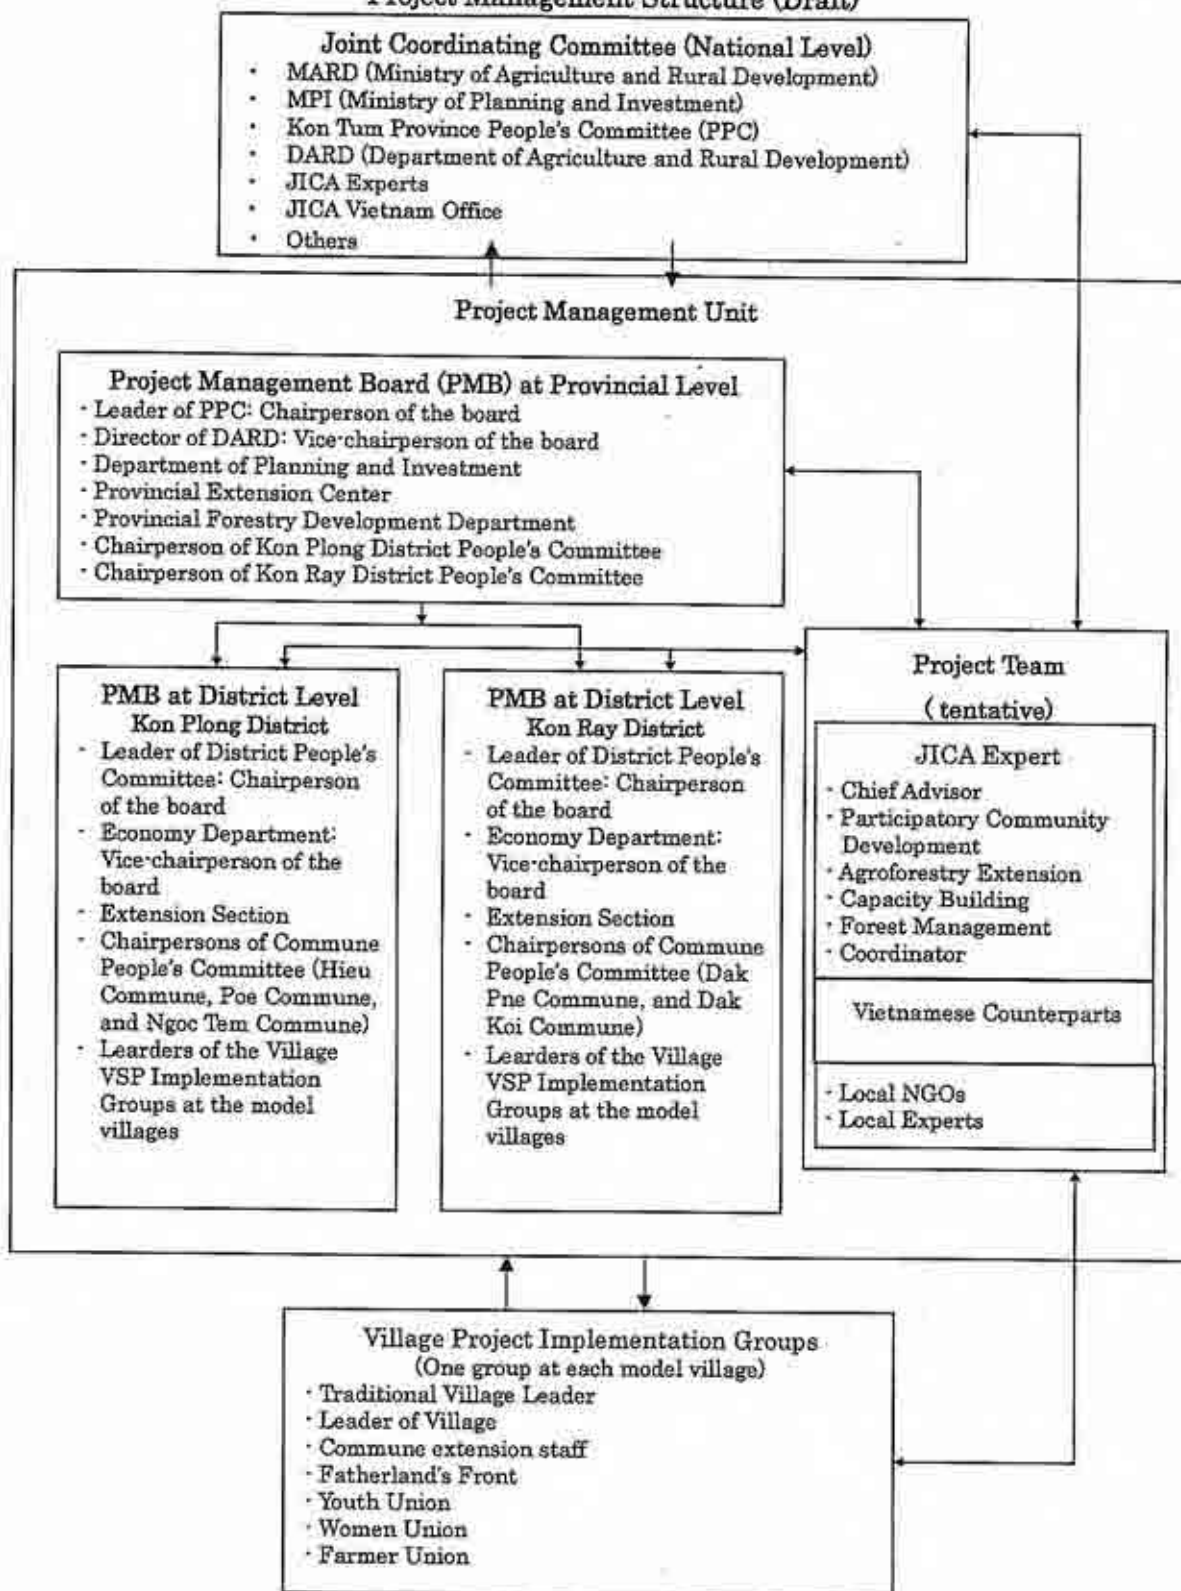 Project Management Structure (Draft)
Joint Coordinating Committee (National Level)
· MARD (Ministry of Agriculture and Rural Development)
· MPI (Ministry of Planning and Investment)
· Kon Tum Province People's Committee (PPC)
· DARD (Department of Agriculture and Rural Development)
· JICA Experts
· JICA Vietnam Office
· Others
Project Management Unit
Project Management Board (PMB) at Provincial Level
· Leader of PPC: Chairperson of the board
· Director of DARD: Vice-chairperson of the board
· Department of Planning and Investment
· Provincial Extension Center
· Provincial Forestry Development Department
· Chairperson of Kon Plong District People's Committee
· Chairperson of Kon Ray District People's Committee
PMB at District Level
Kon Plong District
- Leader of District People's
Committee: Chairperson
of the board
- Economy Department:
Vice-chairperson of the
board
- Extension Section
- Chairpersons of Commune
People's Committee (Hieu
Commune, Poe Commune,
and Ngoc Tem Commune)
- Learders of the Village
VSP Implementation
Groups at the model
villages
PMB at District Level
Kon Ray District
- Leader of District People's
Committee: Chairperson
of the board
- Economy Department:
Vice-chairperson of the
board
- Extension Section
- Chairpersons of Commune
People's Committee (Dak
Pne Commune, and Dak
Koi Commune)
- Learders of the Village
VSP Implementation
Groups at the model
villages
Project Team
(tentative)
JICA Expert
· Chief Advisor
· Participatory Community
Development
· Agroforestry Extension
· Capacity Building
· Forest Management
· Coordinator
Vietnamese Counterparts
· Local NGOs
· Local Experts
Village Project Implementation Groups
(One group at each model village)
· Traditional Village Leader
· Leader of Village
· Commune extension staff
· Fatherland's Front
· Youth Union
· Women Union
· Farmer Union